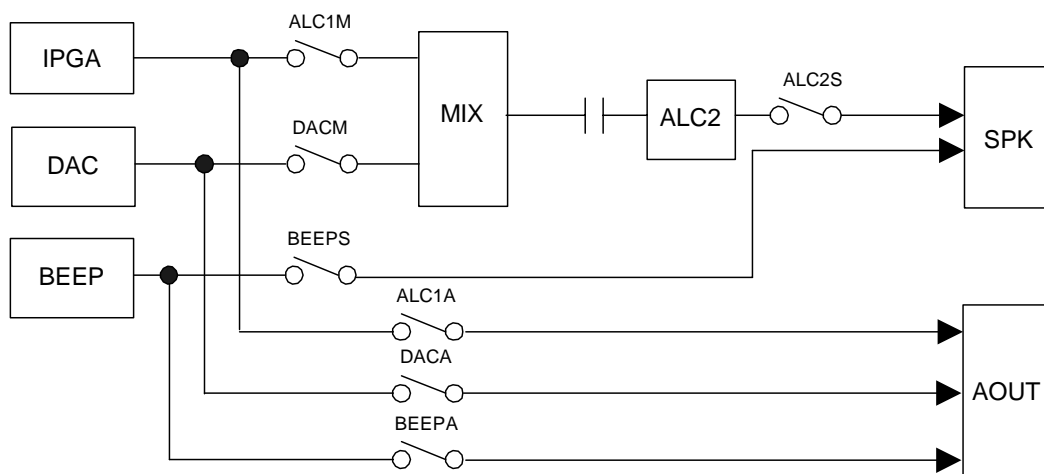 ALC1M
IPGA
MIX
ALC2S
ALC2
SPK
DACM
DAC
BEEPS
BEEP
ALC1A
DACA
AOUT
BEEPA